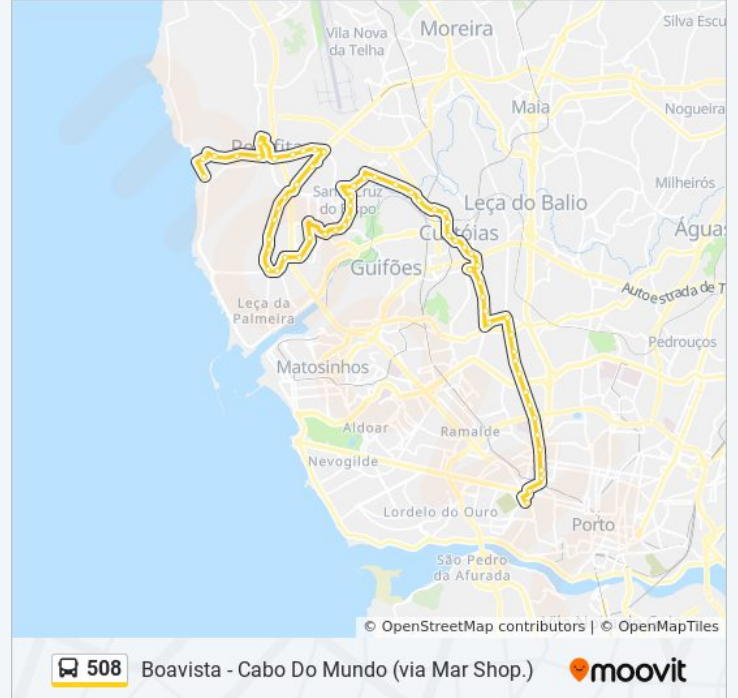 Vila Nova
da Telha
Moreira
Silva Escu
Maia
Nogueira
Santa Cruz
do Bispo
Leça do Balio
Milheirós
Custóias
Águas
Guifões
Autoestrada de T
Leça da
Palmeira
Pedrouços
Matosinhos
Aldoar
Ramalde
Nevogilde
Lordelo do Ouro
Porto
São Pedro
da Afurada
© OpenStreetMap contributors | © OpenMapTiles
508 Boavista - Cabo Do Mundo (via Mar Shop.)
moovit